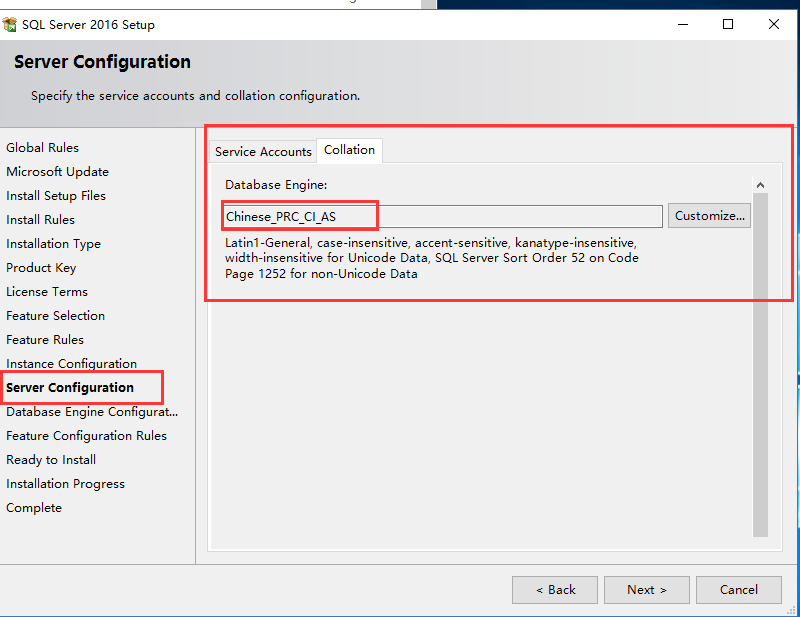 SQL Server 2016 Setup
Server Configuration
Specify the service accounts and collation configuration.
Global Rules
Microsoft Update
Install Setup Files
Install Rules
Installation Type
Product Key
License Terms
Feature Selection
Feature Rules
Instance Configuration
Server Configuration
Database Engine Configurat...
Feature Configuration Rules
Ready to Install
Installation Progress
Complete
Service Accounts Collation
Database Engine:
Chinese_PRC_CI_AS Customize...
Latin1-General, case-insensitive, accent-sensitive, kanatype-insensitive,
width-insensitive for Unicode Data, SQL Server Sort Order 52 on Code
Page 1252 for non-Unicode Data
< Back Next > Cancel